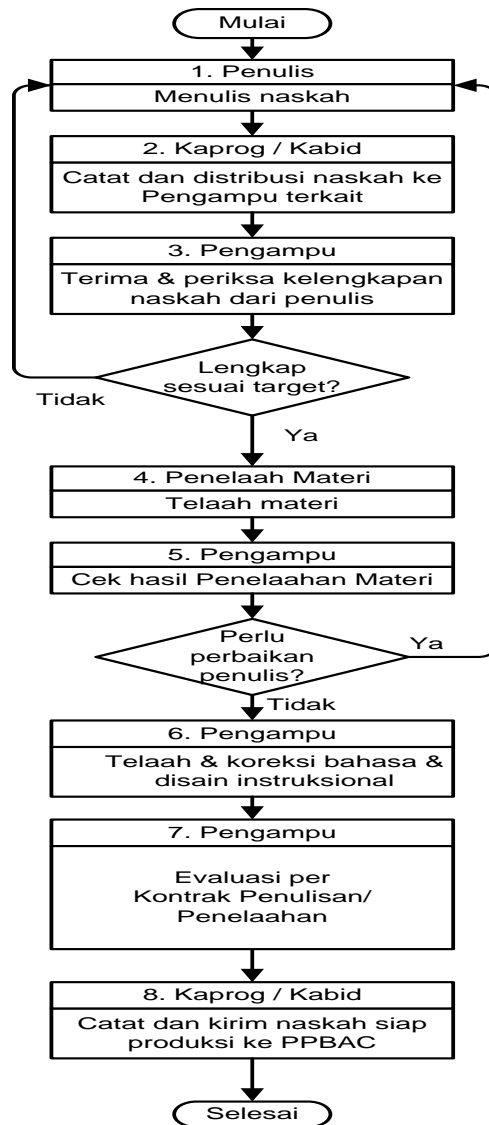 Mulai
1. Penulis
Menulis naskah
2. Kaprog / Kabid
Catat dan distribusi naskah ke
Pengampu terkait
3. Pengampu
Terima & periksa kelengkapan
naskah dari penulis
Lengkap
sesuai target?
Tidak
Ya
4. Penelaah Materi
Telaah materi
5. Pengampu
Cek hasil Penelaahan Materi
Perlu
perbaikan
penulis?
Ya
Tidak
6. Pengampu
Telaah & koreksi bahasa &
disain instruksional
7. Pengampu
Evaluasi per
Kontrak Penulisan/
Penelaahan
8. Kaprog / Kabid
Catat dan kirim naskah siap
produksi ke PPBAC
Selesai